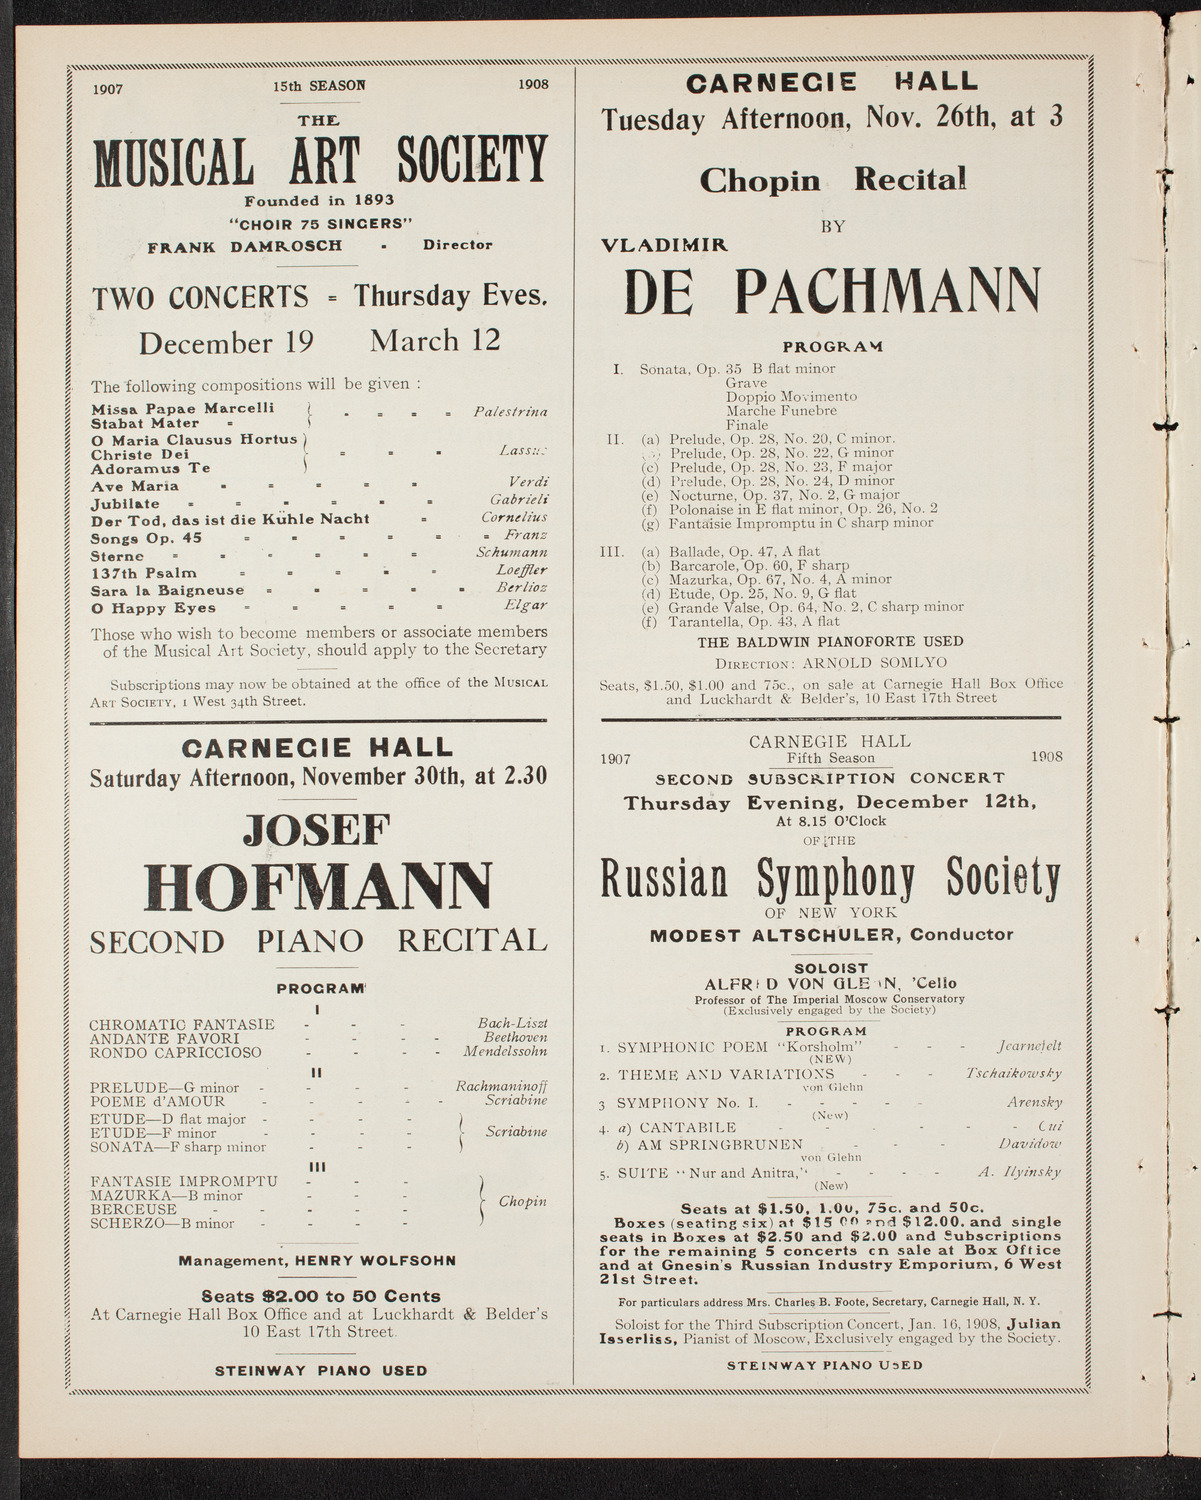 1907 15th SEASON 1908
THE
MUSICAL ART SOCIETY
Founded in 1893
"CHOIR 75 SINGERS"
FRANK DAMROSCH - Director
TWO CONCERTS = Thursday Eves.
December 19 March 12
The following compositions will be given :
Missa Papae Marcelli
Stabat Mater = - = = = Palestrina
O Maria Clausus Hortus
Christe Dei = = - Lassus
Adoramus Te
Ave Maria - = = = = Verdi
Jubilate = = = = = = Gabrieli
Der Tod, das ist die Kühle Nacht = Cornelius
Songs Op. 45 = = = = = = Franz
Sterne = = = = = = Schumann
137th Psalm = = = = = Loeffler
Sara la Baigneuse = = = = = Berlioz
O Happy Eyes = = = = = Elgar
Those who wish to become members or associate members
of the Musical Art Society, should apply to the Secretary
Subscriptions may now be obtained at the office of the MUSICAL
ART SOCIETY, 1 West 34th Street.
CARNEGIE HALL
Saturday Afternoon, November 30th, at 2.30
JOSEF
HOFMANN
SECOND PIANO RECITAL
PROGRAM
I
CHROMATIC FANTASIE - - - Bach-Liszt
ANDANTE FAVORI - - - - Beethoven
RONDO CAPRICCIOSO - - - - Mendelssohn
II
PRELUDE—G minor - - - - Rachmaninoff
POEME d'AMOUR - - - - - Scriabine
ETUDE—D flat major - - - -
ETUDE—F minor - - - - Scriabine
SONATA—F sharp minor - - -
III
FANTASIE IMPROMPTU - - -
MAZURKA—B minor - - -
BERCEUSE - - - - - Chopin
SCHERZO—B minor - - - -
Management, HENRY WOLFSOHN
Seats $2.00 to 50 Cents
At Carnegie Hall Box Office and at Luckhardt & Belder's
10 East 17th Street.
STEINWAY PIANO USED
CARNEGIE HALL
Tuesday Afternoon, Nov. 26th, at 3
Chopin Recital
BY
VLADIMIR
DE PACHMANN
PROGRAM
I. Sonata, Op. 35 B flat minor
Grave
Doppio Movimento
Marche Funebre
Finale
II. (a) Prelude, Op. 28, No. 20, C minor.
Prelude, Op. 28, No. 22, G minor
(c) Prelude, Op. 28, No. 23, F major
(d) Prelude, Op. 28, No. 24, D minor
(e) Nocturne, Op. 37, No. 2, G major
(f) Polonaise in E flat minor, Op. 26, No. 2
(g) Fantaisie Impromptu in C sharp minor
III. (a) Ballade, Op. 47, A flat
(b) Barcarole, Op. 60, F sharp
(c) Mazurka, Op. 67, No. 4, A minor
(d) Etude, Op. 25, No. 9, G flat
(e) Grande Valse, Op. 64, No. 2, C sharp minor
(f) Tarantella, Op. 43, A flat
THE BALDWIN PIANOFORTE USED
DIRECTION: ARNOLD SOMLYO
Seats, $1.50, $1.00 and 75c., on sale at Carnegie Hall Box Office
and Luckhardt & Belder's, 10 East 17th Street
CARNEGIE HALL
1907 Fifth Season 1908
SECOND SUBSCRIPTION CONCERT
Thursday Evening, December 12th,
At 8.15 O'Clock
OF THE
Russian Symphony Society
OF NEW YORK
MODEST ALTSCHULER, Conductor
SOLOIST
ALFRED VON GLEHN, 'Cello
Professor of The Imperial Moscow Conservatory
(Exclusively engaged by the Society)
PROGRAM
1. SYMPHONIC POEM "Korsholm" - - - Jearnefelt
(NEW)
2. THEME AND VARIATIONS - - - Tschaikowsky
von Glehn
3 SYMPHONY No. I. - - - - - Arensky
(New)
4. a) CANTABILE - - - - - - Cui
b) AM SPRINGBRUNEN - - - Davidow
von Glehn
5. SUITE "Nur and Anitra," - - - - A. Ilyinsky
(New)
Seats at $1.50, 1.00, 75c. and 50c.
Boxes (seating six) at $15.00 and $12.00. and single
seats in Boxes at $2.50 and $2.00 and Subscriptions
for the remaining 5 concerts on sale at Box Office
and at Gnesin's Russian Industry Emporium, 6 West
21st Street.
For particulars address Mrs. Charles B. Foote, Secretary, Carnegie Hall, N. Y.
Soloist for the Third Subscription Concert, Jan. 16, 1908, Julian
Isserliss, Pianist of Moscow, Exclusively engaged by the Society.
STEINWAY PIANO USED